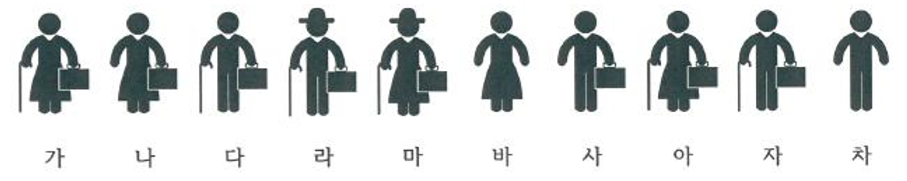 가 나 다 라 마 바 사 아 자 차